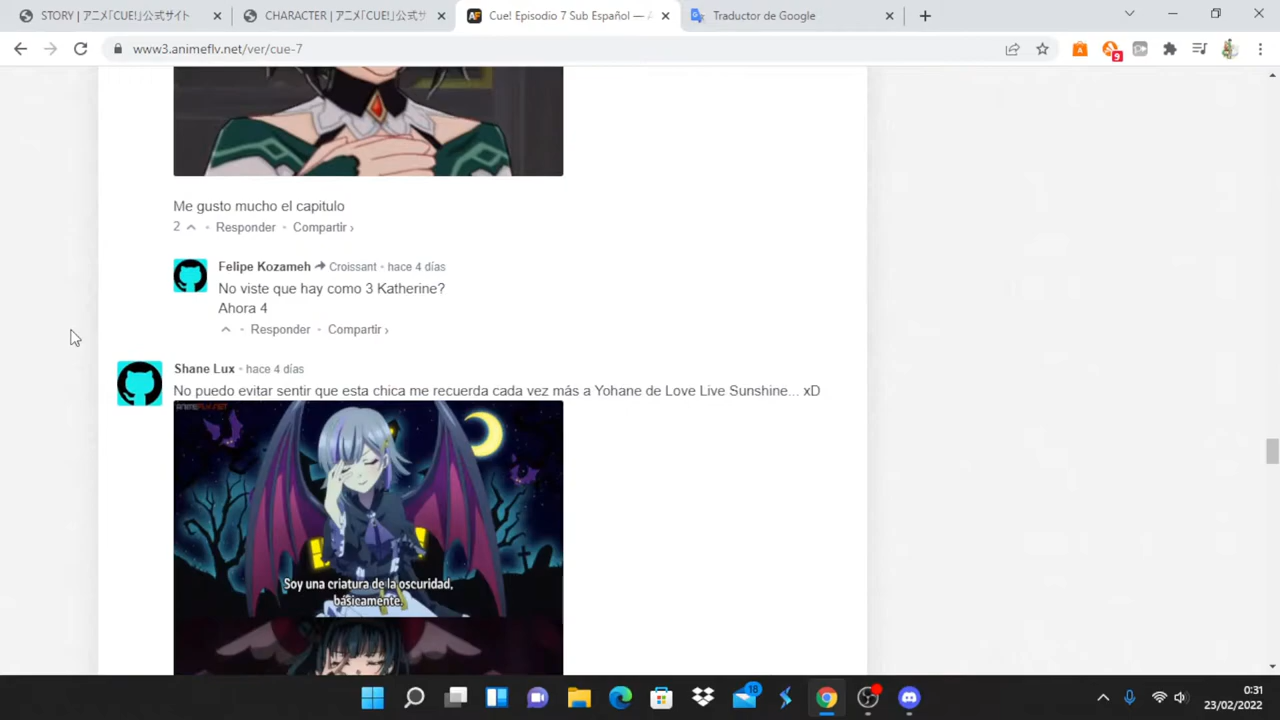 STORY | アニメ「CUE!」公式サイト
CHARACTER | アニメ「CUE!」公式サ
Cue! Episodio 7 Sub Español — A
Traductor de Google
www3.animeflv.net/ver/cue-7
9
Me gusto mucho el capitulo
2 • Responder • Compartir ›
Felipe Kozameh Croissant • hace 4 días
No viste que hay como 3 Katherine?
Ahora 4
• Responder • Compartir ›
Shane Lux • hace 4 días
No puedo evitar sentir que esta chica me recuerda cada vez más a Yohane de Love Live Sunshine... xD
ANIMEFLV.NET
Soy una criatura de la oscuridad,
básicamente.
18
0:31
23/02/2022